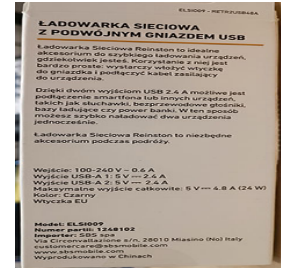 ELSI009 - RETR2USB48A
ŁADOWARKA SIECIOWA
Z PODWÓJNYM GNIAZDEM USB
Ładowarka Sieciowa Reinston to idealne
akcesorium do szybkiego ładowania urządzeń,
gdziekolwiek jesteś. Korzystanie z niej jest
bardzo proste: wystarczy włożyć wtyczkę
do gniazdka i podłączyć kabel zasilający
do urządzenia.
Dzięki dwóm wyjściom USB 2.4 A możliwe jest
podłączenie smartfona lub innych urządzeń,
takich jak słuchawki, bezprzewodowe głośniki,
bazy ładujące czy power banki. W ten sposób
możesz szybko naładować dwa urządzenia
jednocześnie.
Ładowarka Sieciowa Reinston to niezbędne
akcesorium podczas podróży.
Wejście: 100-240 V ~ 0.6 A
Wyjście USB-A 1: 5 V ⎓ 2.4 A
Wyjście USB-A 2: 5 V ⎓ 2.4 A
Maksymalne wyjście całkowite: 5 V ⎓ 4.8 A (24 W)
Kolor: Czarny
Wtyczka EU
Model: ELSI009
Numer partii: 1248102
Importer: SBS spa
Via Circonvallazione s/n, 28010 Miasino (No) Italy
customercare@sbsmobile.com
www.sbsmobile.com
Wyprodukowano w Chinach